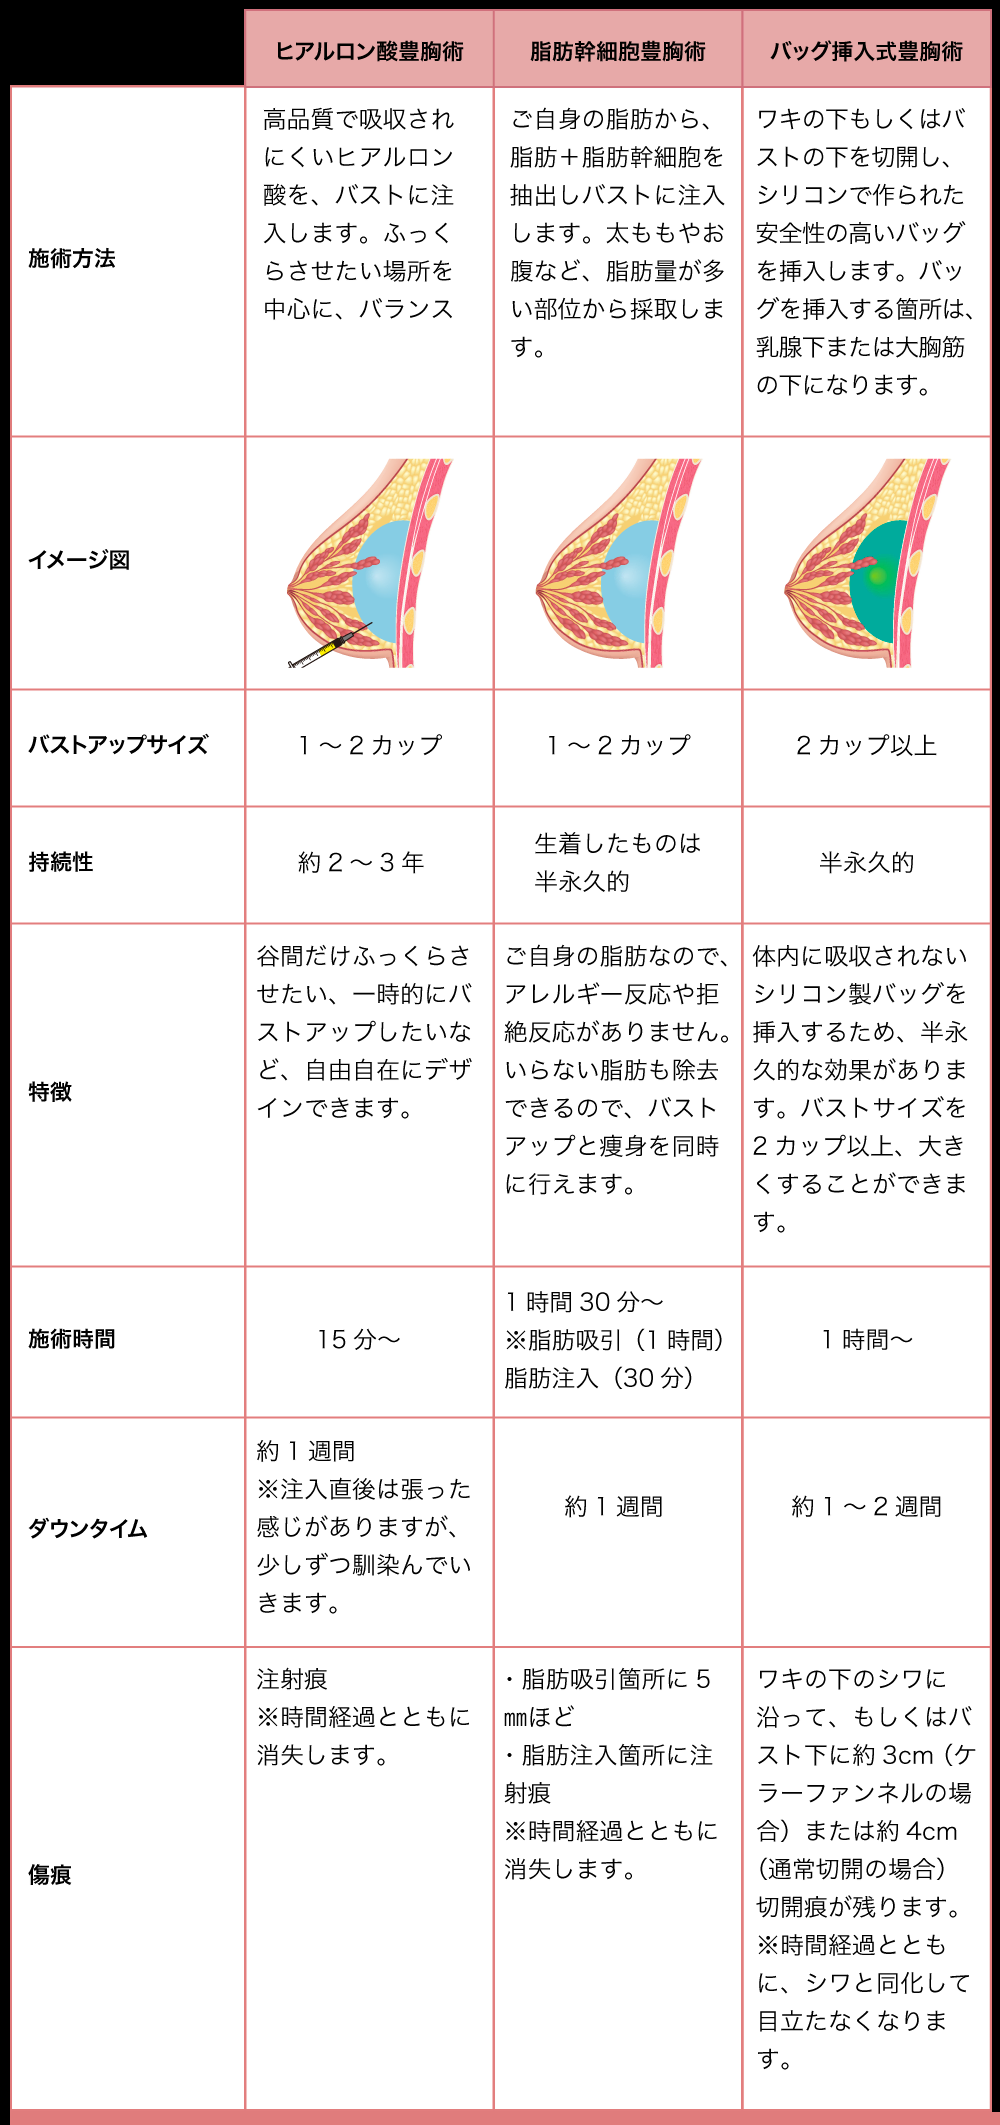 ヒアルロン酸豊胸術
脂肪幹細胞豊胸術
バッグ挿入式豊胸術
施術方法
高品質で吸収され
にくいヒアルロン
酸を、バストに注
入します。ふっく
らさせたい場所を
中心に、バランス
ご自身の脂肪から、
脂肪＋脂肪幹細胞を
抽出しバストに注入
します。太ももやお
腹など、脂肪量が多
い部位から採取しま
す。
ワキの下もしくはバ
ストの下を切開し、
シリコンで作られた
安全性の高いバッグ
を挿入します。バッ
グを挿入する箇所は、
乳腺下または大胸筋
の下になります。
イメージ図
バストアップサイズ
1 〜 2 カップ
1 〜 2 カップ
2 カップ以上
持続性
約 2 〜 3 年
生着したものは
半永久的
半永久的
特徴
谷間だけふっくらさ
せたい、一時的にバ
ストアップしたいな
ど、自由自在にデザ
インできます。
ご自身の脂肪なので、
アレルギー反応や拒
絶反応がありません。
いらない脂肪も除去
できるので、バスト
アップと痩身を同時
に行えます。
体内に吸収されない
シリコン製バッグを
挿入するため、半永
久的な効果がありま
す。バストサイズを
2 カップ以上、大き
くすることができま
す。
施術時間
15 分〜
1 時間 30 分〜
※脂肪吸引（1 時間）
脂肪注入（30 分）
1 時間〜
ダウンタイム
約 1 週間
※注入直後は張った
感じがありますが、
少しずつ馴染んでい
きます。
約 1 週間
約 1 〜 2 週間
傷痕
注射痕
※時間経過とともに
消失します。
・脂肪吸引箇所に 5
㎜ほど
・脂肪注入箇所に注
射痕
※時間経過とともに
消失します。
ワキの下のシワに
沿って、もしくはバ
スト下に約 3cm（ケ
ラーファンネルの場
合）または約 4cm
（通常切開の場合）
切開痕が残ります。
※時間経過ととも
に、シワと同化して
目立たなくなりま
す。